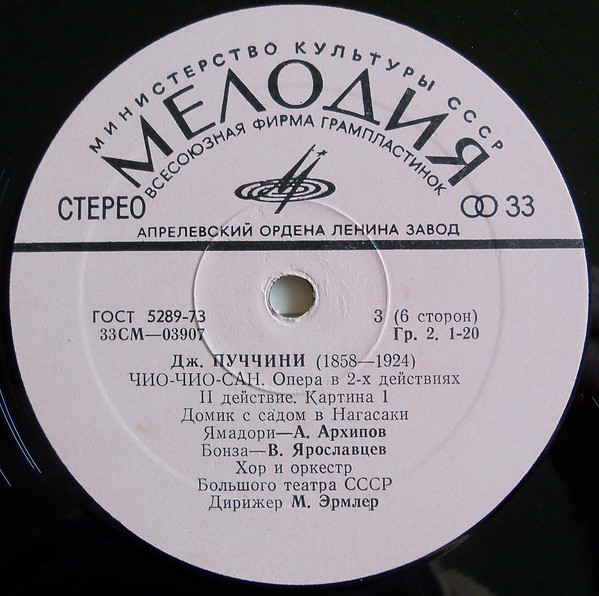 МИНИСТЕРСТВО КУЛЬТУРЫ СССР
МЕЛОДИЯ
ВСЕСОЮЗНАЯ ФИРМА ГРАМПЛАСТИНОК
СТЕРЕО 33
АПРЕЛЕВСКИЙ ОРДЕНА ЛЕНИНА ЗАВОД
ГОСТ 5289-73 3 (6 сторон)
33СМ—03907 Гр. 2. 1-20
Дж. ПУЧЧИНИ (1858—1924)
ЧИО-ЧИО-САН. Опера в 2-х действиях
II действие. Картина 1
Домик с садом в Нагасаки
Ямадори—А. Архипов
Бонза—В. Ярославцев
Хор и оркестр
Большого театра СССР
Дирижер М. Эрмлер